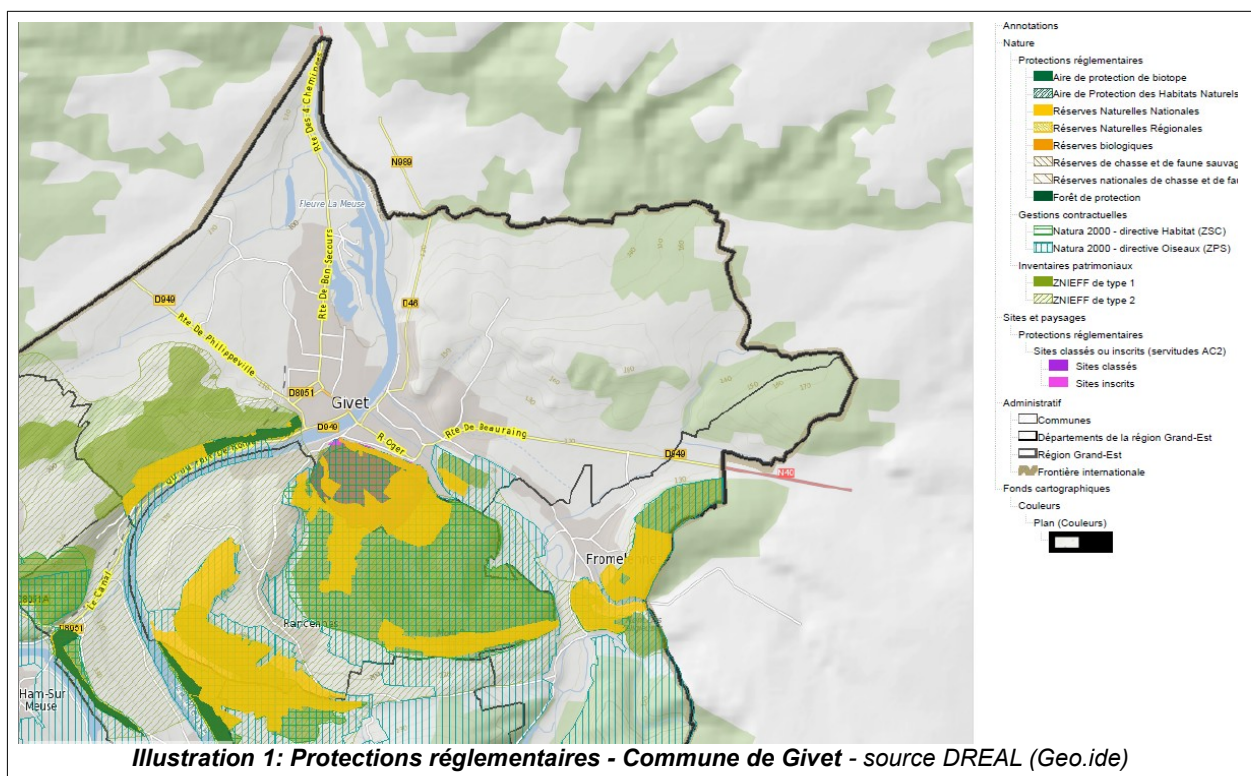 Rte Des 4 Cheminées
N989
Fleuve La Meuse
Rte De Bon Secours
D949
D46
Rte De Philippeville
D8051
Givet
D949
R. Oger
Rte De Beauraing
D949
N40
Fromelenne
Rancennes
Le Canal
D8051A
D8051
Ham-Sur
Meuse
Annotations
Nature
Protections réglementaires
Aire de protection de biotope
Aire de Protection des Habitats Naturels
Réserves Naturelles Nationales
Réserves Naturelles Régionales
Réserves biologiques
Réserves de chasse et de faune sauvag
Réserves nationales de chasse et de fau
Forêt de protection
Gestions contractuelles
Natura 2000 - directive Habitat (ZSC)
Natura 2000 - directive Oiseaux (ZPS)
Inventaires patrimoniaux
ZNIEFF de type 1
ZNIEFF de type 2
Sites et paysages
Protections réglementaires
Sites classés ou inscrits (servitudes AC2)
Sites classés
Sites inscrits
Administratif
Communes
Départements de la région Grand-Est
Région Grand-Est
Frontière internationale
Fonds cartographiques
Couleurs
Plan (Couleurs)
Illustration 1: Protections réglementaires - Commune de Givet - source DREAL (Geo.ide)